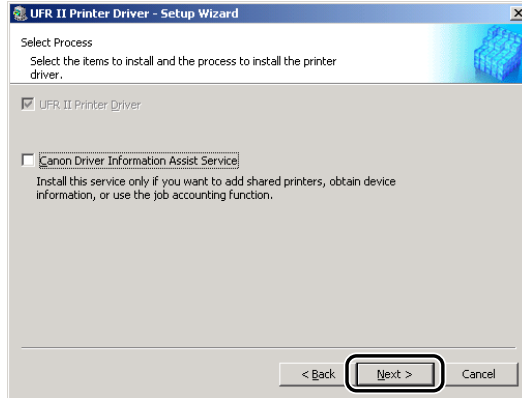 UFR II Printer Driver - Setup Wizard
Select Process
Select the items to install and the process to install the printer
driver.
UFR II Printer Driver
Canon Driver Information Assist Service
Install this service only if you want to add shared printers, obtain device
information, or use the job accounting function.
< Back Next > Cancel